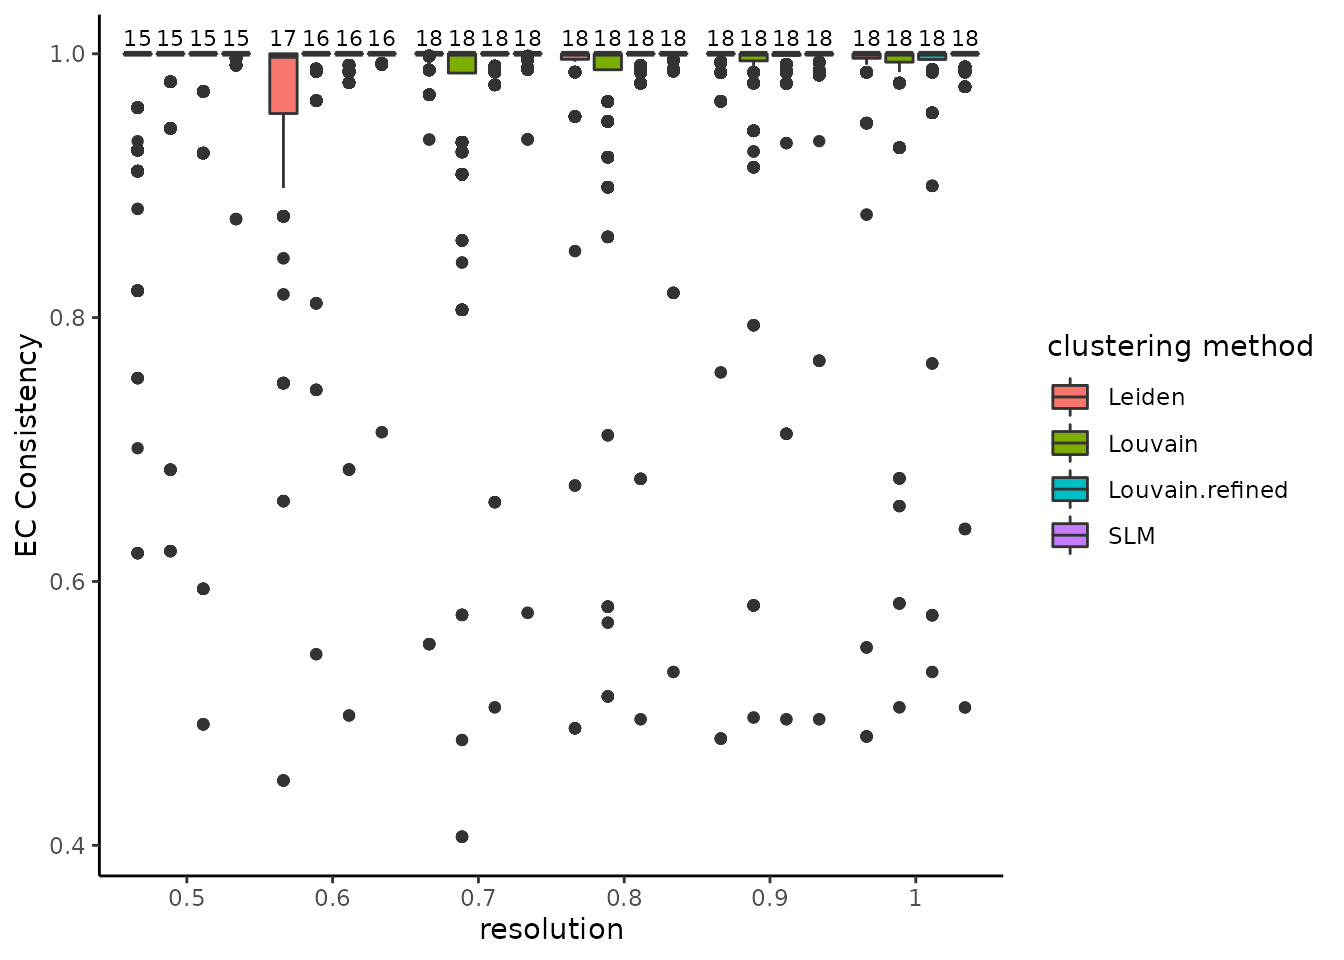 15 15 15 15 17 16 16 16 18 18 18 18 18 18 18 18 18 18 18 18 18 18 18 18
1.0
0.8
0.6
0.4
EC Consistency
0.5 0.6 0.7 0.8 0.9 1
resolution
clustering method
Leiden
Louvain
Louvain.refined
SLM